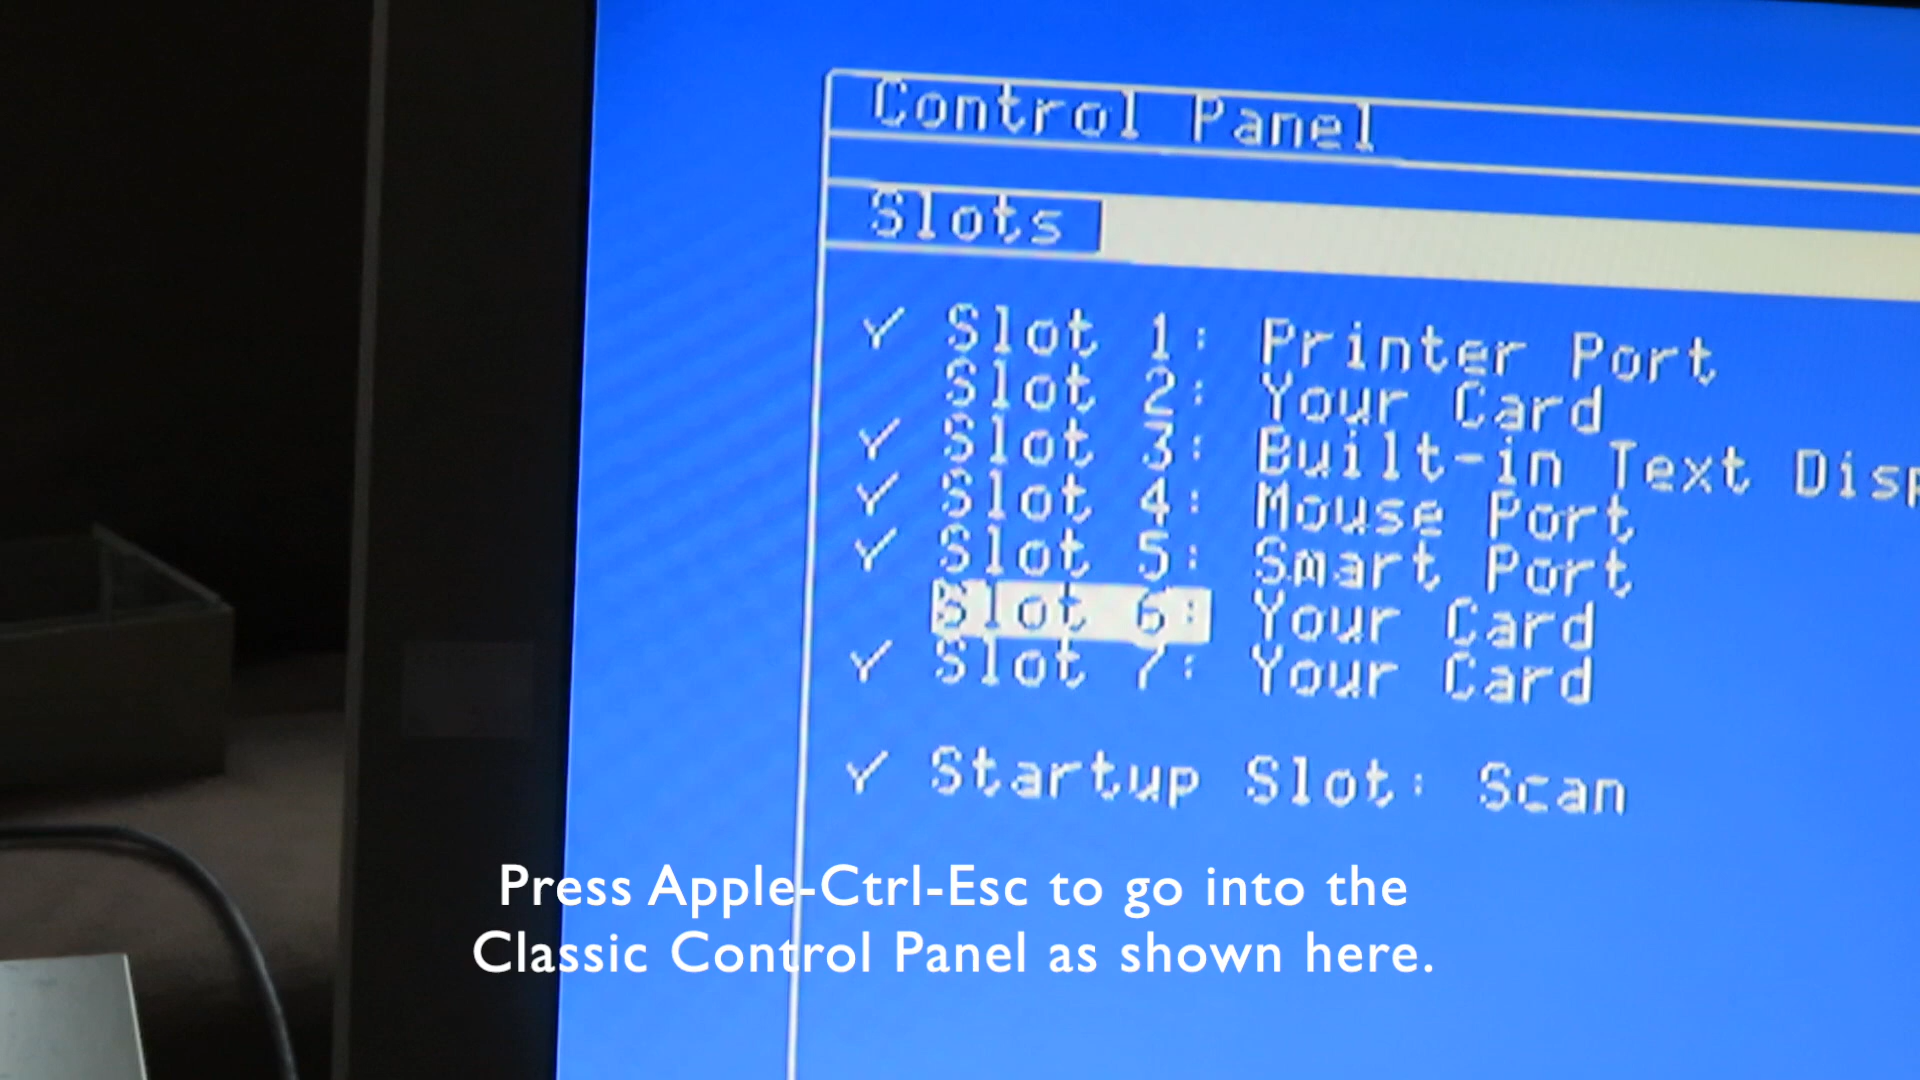 Control Panel
Slots
✓ Slot 1: Printer Port
Slot 2: Your Card
✓ Slot 3: Built-in Text Disp
✓ Slot 4: Mouse Port
✓ Slot 5: Smart Port
Slot 6: Your Card
✓ Slot 7: Your Card
✓ Startup Slot: Scan
Press Apple-Ctrl-Esc to go into the
Classic Control Panel as shown here.